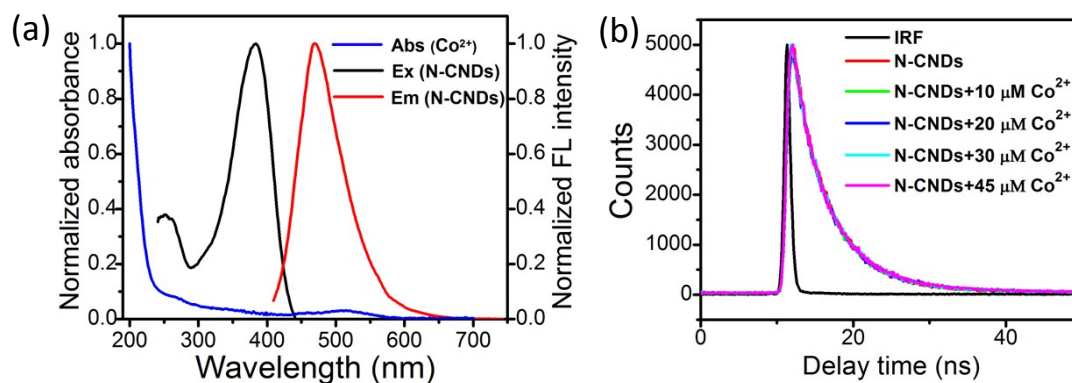 (a)
Normalized absorbance
1.0
0.8
0.6
0.4
0.2
0.0
Abs (Co²⁺)
Ex (N-CNDs)
Em (N-CNDs)
1.0
0.8
0.6
0.4
0.2
0.0
Normalized FL intensity
200 300 400 500 600 700
Wavelength (nm)
(b)
Counts
5000
4000
3000
2000
1000
0
IRF
N-CNDs
N-CNDs+10 μM Co²⁺
N-CNDs+20 μM Co²⁺
N-CNDs+30 μM Co²⁺
N-CNDs+45 μM Co²⁺
0 20 40
Delay time (ns)